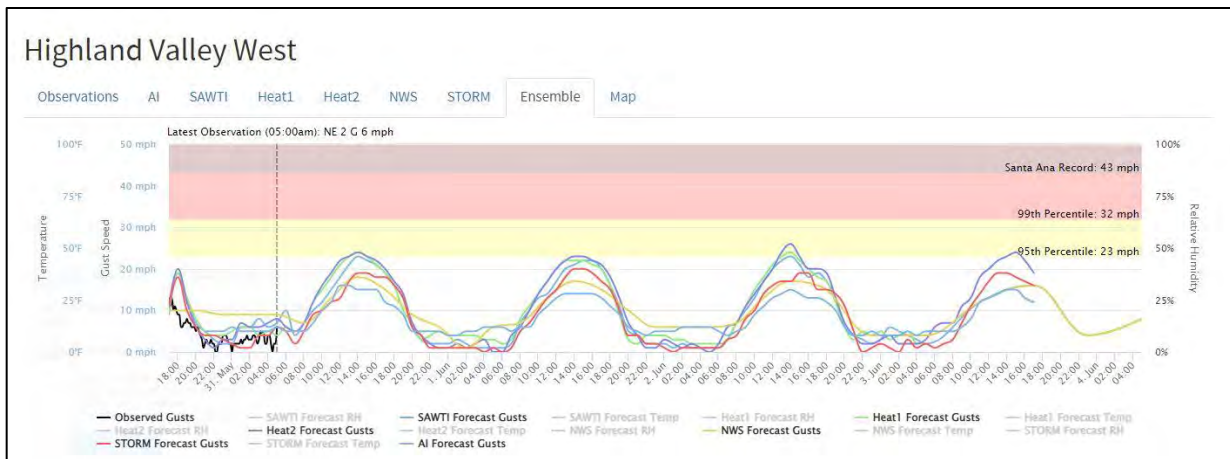 Highland Valley West
Observations AI SAWTI Heat1 Heat2 NWS STORM Ensemble Map
Latest Observation (05:00am): NE 2 G 6 mph
100°F 50 mph 100%
Santa Ana Record: 43 mph
40 mph
75°F 75%
99th Percentile: 32 mph
30 mph
50°F 50%
95th Percentile: 23 mph
20 mph
25°F 25%
10 mph
0°F 0 mph 0%
Temperature
Gust Speed
Relative Humidity
18:00 20:00 22:00 31. May 02:00 04:00 06:00 08:00 10:00 12:00 14:00 16:00 18:00 20:00 22:00 1. Jun 02:00 04:00 06:00 08:00 10:00 12:00 14:00 16:00 18:00 20:00 22:00 2. Jun 02:00 04:00 06:00 08:00 10:00 12:00 14:00 16:00 18:00 20:00 22:00 3. Jun 02:00 04:00 06:00 08:00 10:00 12:00 14:00 16:00 18:00 20:00 22:00 4. Jun 02:00 04:00
Observed Gusts SAWTI Forecast RH SAWTI Forecast Gusts SAWTI Forecast Temp Heat1 Forecast RH Heat1 Forecast Gusts Heat1 Forecast Temp
Heat2 Forecast RH Heat2 Forecast Gusts Heat2 Forecast Temp NWS Forecast RH NWS Forecast Gusts NWS Forecast Temp STORM Forecast RH
STORM Forecast Gusts STORM Forecast Temp AI Forecast Gusts